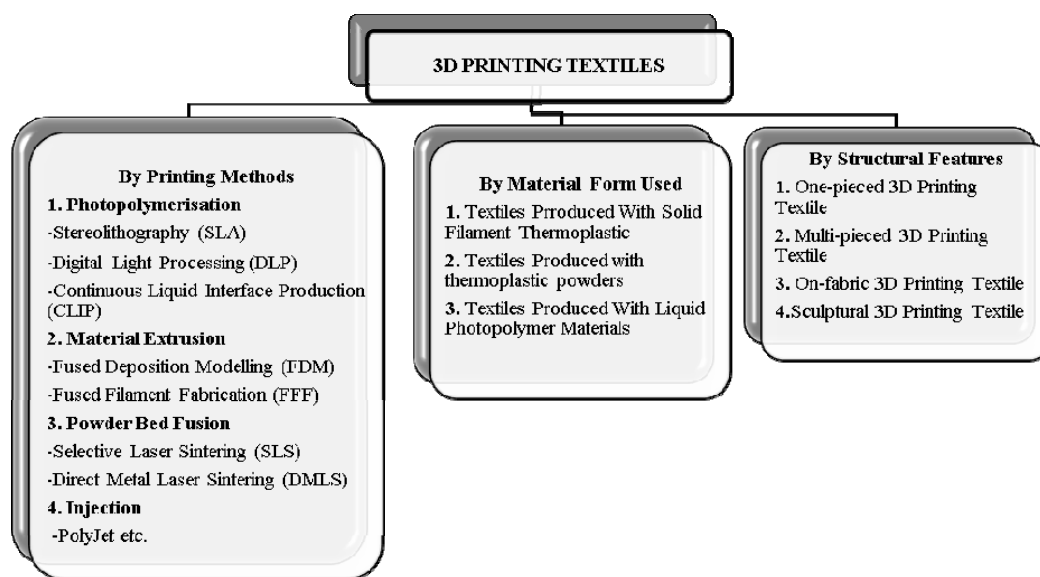 3D PRINTING TEXTILES
By Printing Methods
1. Photopolymerisation
-Stereolithography (SLA)
-Digital Light Processing (DLP)
-Continuous Liquid Interface Production
(CLIP)
2. Material Extrusion
-Fused Deposition Modelling (FDM)
-Fused Filament Fabrication (FFF)
3. Powder Bed Fusion
-Selective Laser Sintering (SLS)
-Direct Metal Laser Sintering (DMLS)
4. Injection
-PolyJet etc.
By Material Form Used
1. Textiles Prroduced With Solid
Filament Thermoplastic
2. Textiles Produced with
thermoplastic powders
3. Textiles Produced With Liquid
Photopolymer Materials
By Structural Features
1. One-pieced 3D Printing
Textile
2. Multi-pieced 3D Printing
Textile
3. On-fabric 3D Printing Textile
4.Sculptural 3D Printing Textile